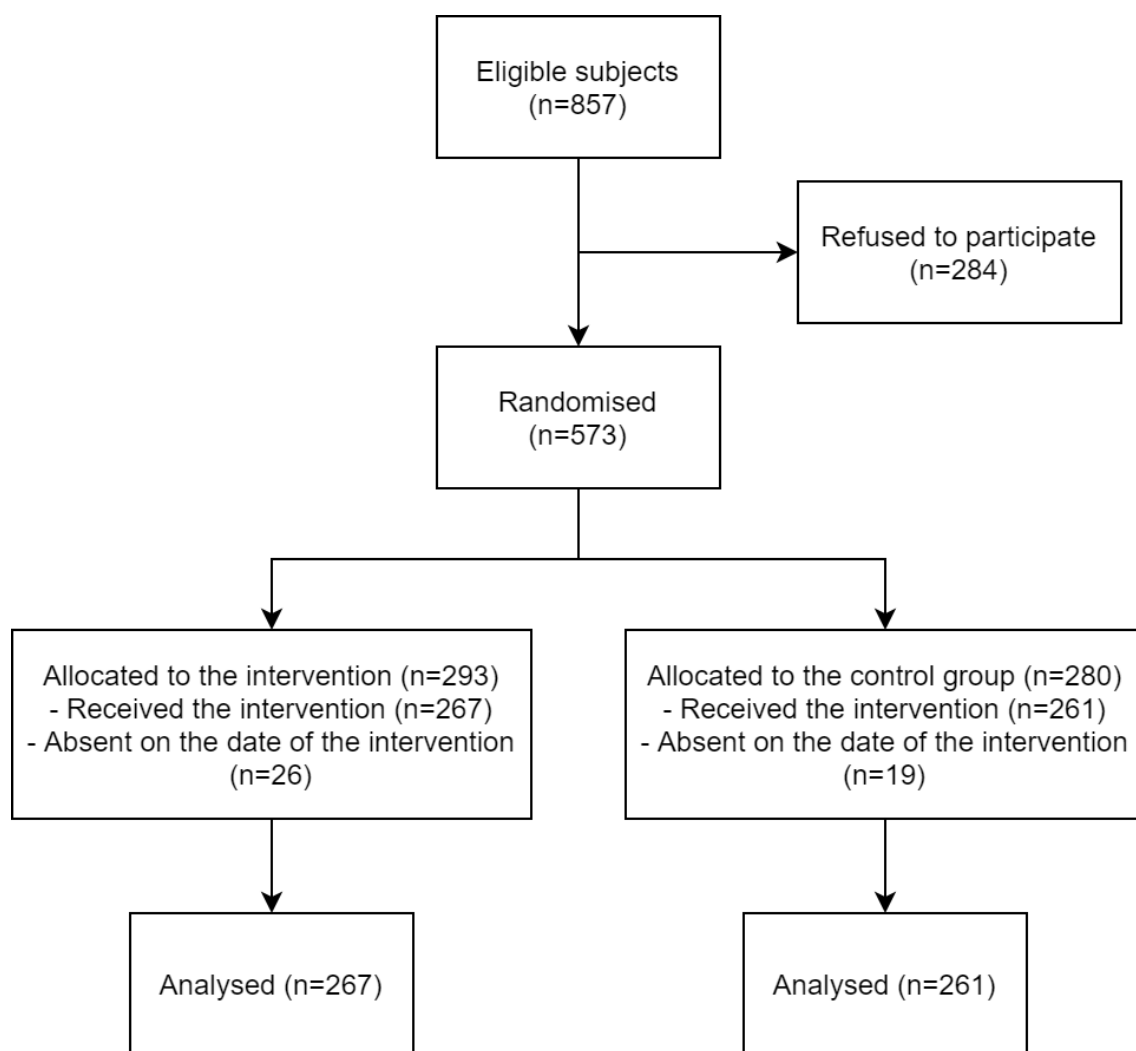 Eligible subjects
(n=857)
Refused to participate
(n=284)
Randomised
(n=573)
Allocated to the intervention (n=293)
- Received the intervention (n=267)
- Absent on the date of the intervention
(n=26)
Allocated to the control group (n=280)
- Received the intervention (n=261)
- Absent on the date of the intervention
(n=19)
Analysed (n=267)
Analysed (n=261)